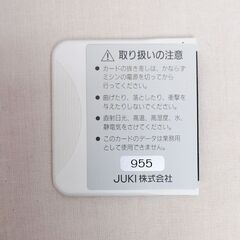 ⚠ 取り扱いの注意
● カードの抜き差しは、かならず
ミシンの電源を切ってから
行ってください。
● 曲げたり、落としたり、衝撃を
与えたりしないでください。
● 直射日光、高温、高湿度、水、
静電気をさけてください。
● このカードのデータは業務用と
して使用できません。
955
JUKI株式会社